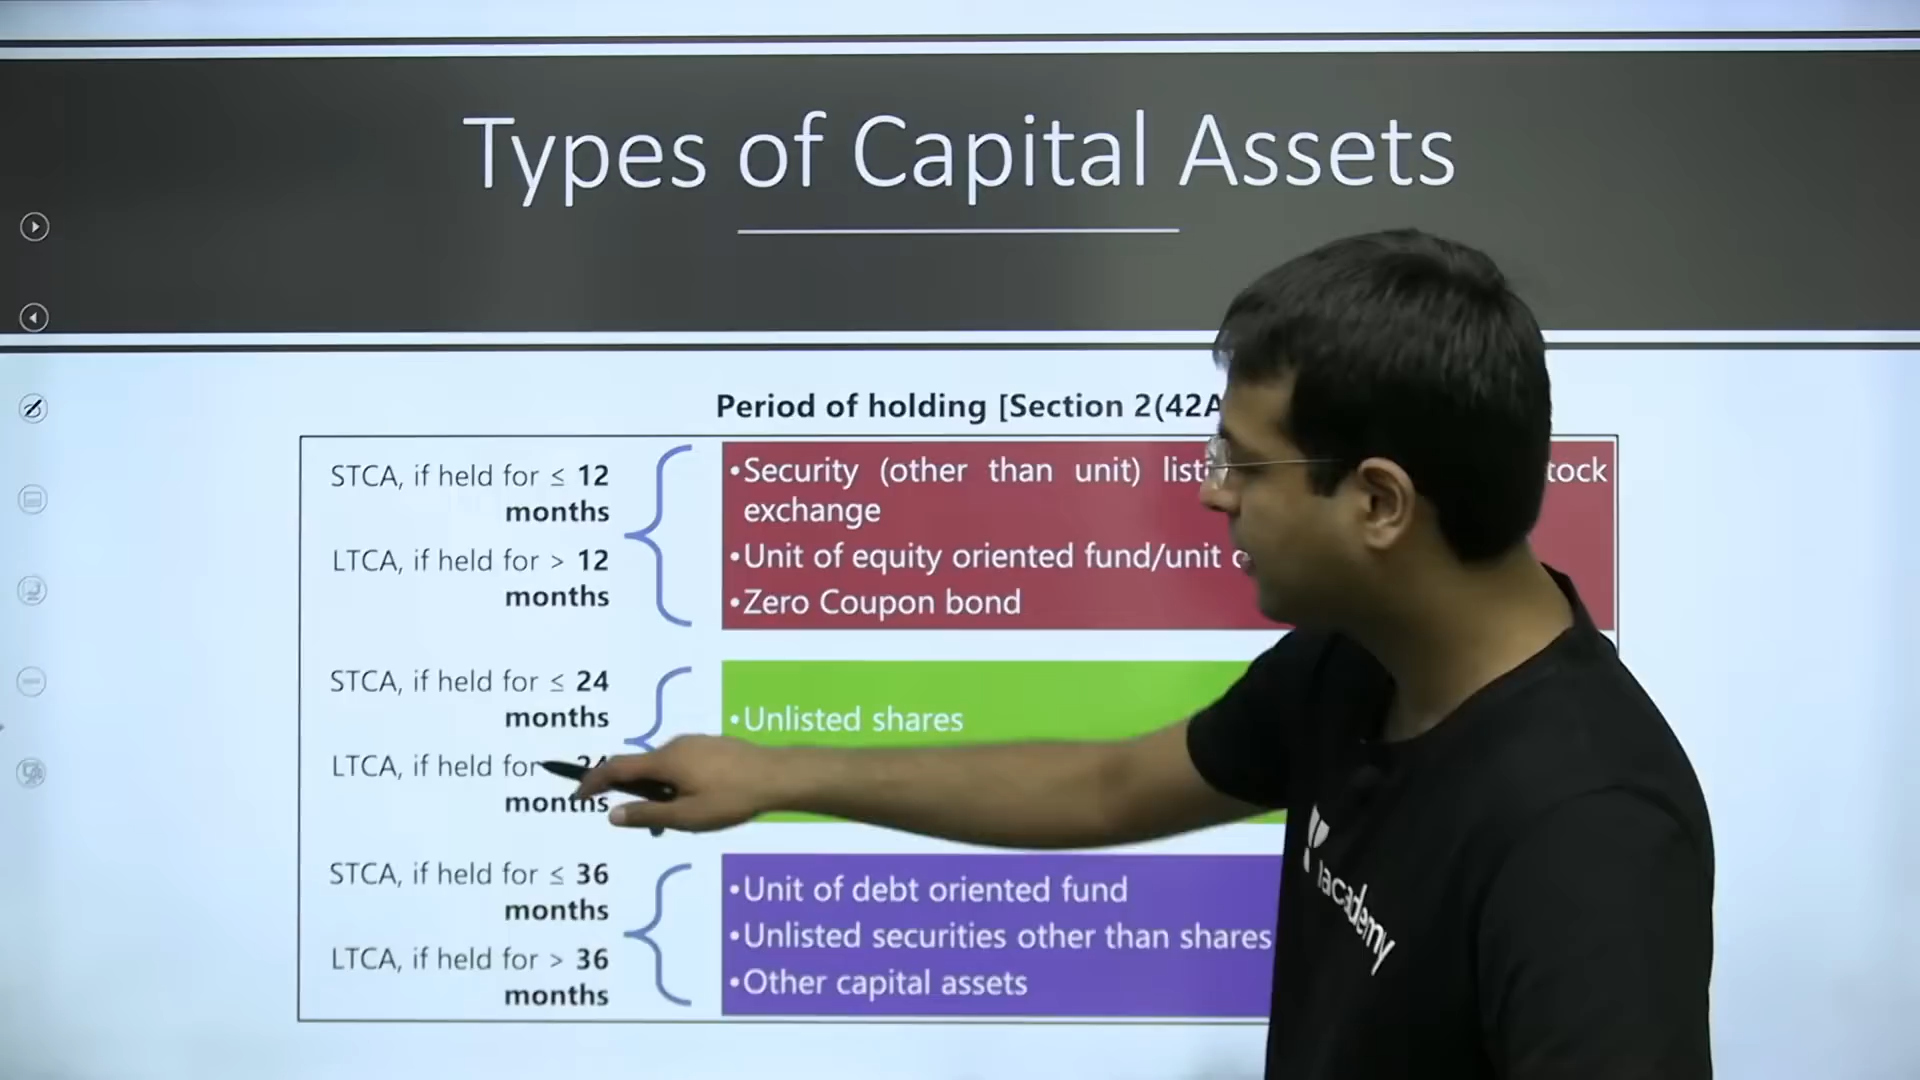 Types of Capital Assets
Period of holding [Section 2(42A
STCA, if held for ≤ 12
months
LTCA, if held for > 12
months
•Security (other than unit)
exchange
•Unit of equity oriented fund/unit
•Zero Coupon bond
STCA, if held for ≤ 24
months
LTCA, if held for
months
•Unlisted shares
STCA, if held for ≤ 36
months
LTCA, if held for > 36
months
•Unit of debt oriented fund
•Unlisted securities other than shares
•Other capital assets